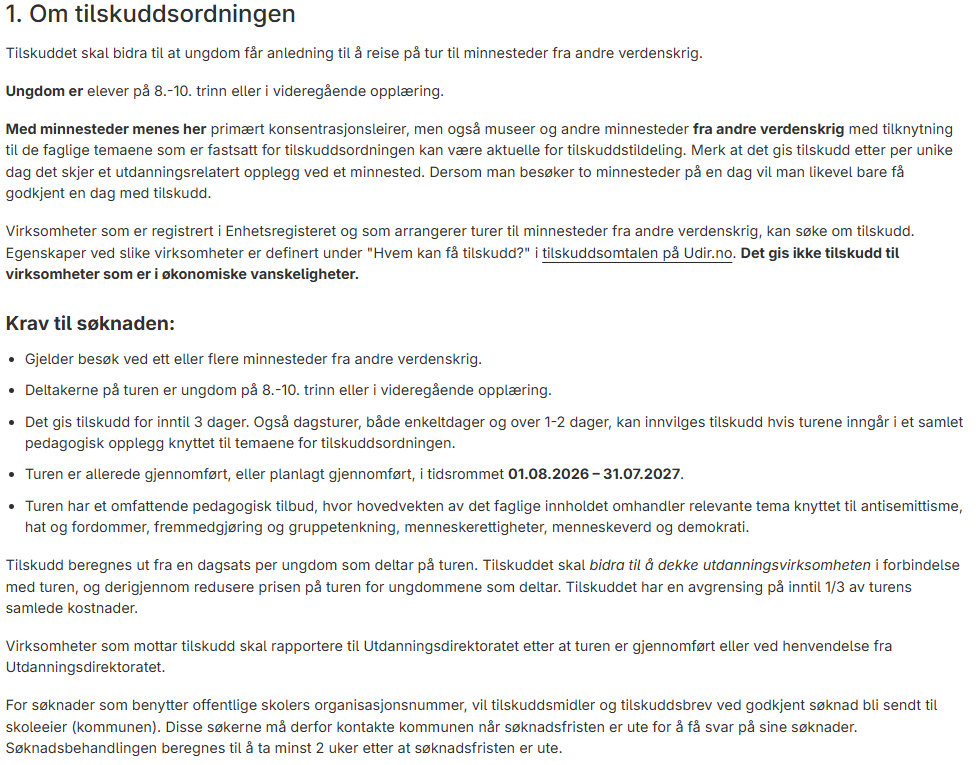 1. Om tilskuddsordningen
Tilskuddet skal bidra til at ungdom får anledning til å reise på tur til minnesteder fra andre verdenskrig.
Ungdom er elever på 8.-10. trinn eller i videregående opplæring.
Med minnesteder menes her primært konsentrasjonsleirer, men også museer og andre minnesteder fra andre verdenskrig med tilknytning
til de faglige temaene som er fastsatt for tilskuddsordningen kan være aktuelle for tilskuddstildeling. Merk at det gis tilskudd etter per unike
dag det skjer et utdanningsrelatert opplegg ved et minnested. Dersom man besøker to minnesteder på en dag vil man likevel bare få
godkjent en dag med tilskudd.
Virksomheter som er registrert i Enhetsregisteret og som arrangerer turer til minnesteder fra andre verdenskrig, kan søke om tilskudd.
Egenskaper ved slike virksomheter er definert under "Hvem kan få tilskudd?" i tilskuddsomtalen på Udir.no. Det gis ikke tilskudd til
virksomheter som er i økonomiske vanskeligheter.
Krav til søknaden:
• Gjelder besøk ved ett eller flere minnesteder fra andre verdenskrig.
• Deltakerne på turen er ungdom på 8.-10. trinn eller i videregående opplæring.
• Det gis tilskudd for inntil 3 dager. Også dagsturer, både enkeltdager og over 1-2 dager, kan innvilges tilskudd hvis turene inngår i et samlet
pedagogisk opplegg knyttet til temaene for tilskuddsordningen.
• Turen er allerede gjennomført, eller planlagt gjennomført, i tidsrommet 01.08.2026 – 31.07.2027.
• Turen har et omfattende pedagogisk tilbud, hvor hovedvekten av det faglige innholdet omhandler relevante tema knyttet til antisemittisme,
hat og fordommer, fremmedgjøring og gruppetenkning, menneskerettigheter, menneskeverd og demokrati.
Tilskudd beregnes ut fra en dagsats per ungdom som deltar på turen. Tilskuddet skal bidra til å dekke utdanningsvirksomheten i forbindelse
med turen, og derigjennom redusere prisen på turen for ungdommene som deltar. Tilskuddet har en avgrensing på inntil 1/3 av turens
samlede kostnader.
Virksomheter som mottar tilskudd skal rapportere til Utdanningsdirektoratet etter at turen er gjennomført eller ved henvendelse fra
Utdanningsdirektoratet.
For søknader som benytter offentlige skolers organisasjonsnummer, vil tilskuddsmidler og tilskuddsbrev ved godkjent søknad bli sendt til
skoleeier (kommunen). Disse søkerne må derfor kontakte kommunen når søknadsfristen er ute for å få svar på sine søknader.
Søknadsbehandlingen beregnes til å ta minst 2 uker etter at søknadsfristen er ute.